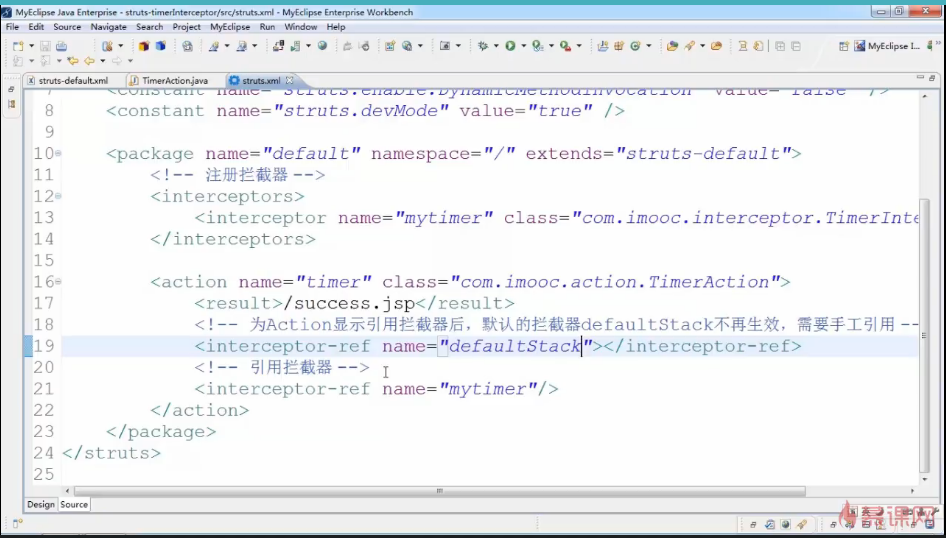 MyEclipse Java Enterprise - struts-timerInterceptor/src/struts.xml - MyEclipse Enterprise Workbench
File Edit Source Navigate Search Project MyEclipse Run Window Help
MyEclipse J...
struts-default.xml TimerAction.java struts.xml
7 <constant name="struts.enable.DynamicMethodInvocation" value="false" />
8 <constant name="struts.devMode" value="true" />
9
10 <package name="default" namespace="/" extends="struts-default">
11 <!-- 注册拦截器 -->
12 <interceptors>
13 <interceptor name="mytimer" class="com.imooc.interceptor.TimerInte
14 </interceptors>
15
16 <action name="timer" class="com.imooc.action.TimerAction">
17 <result>/success.jsp</result>
18 <!-- 为Action显示引用拦截器后，默认的拦截器defaultStack不再生效，需要手工引用 --
19 <interceptor-ref name="defaultStack"></interceptor-ref>
20 <!-- 引用拦截器 -->
21 <interceptor-ref name="mytimer"/>
22 </action>
23 </package>
24 </struts>
25
Design Source
慕课网